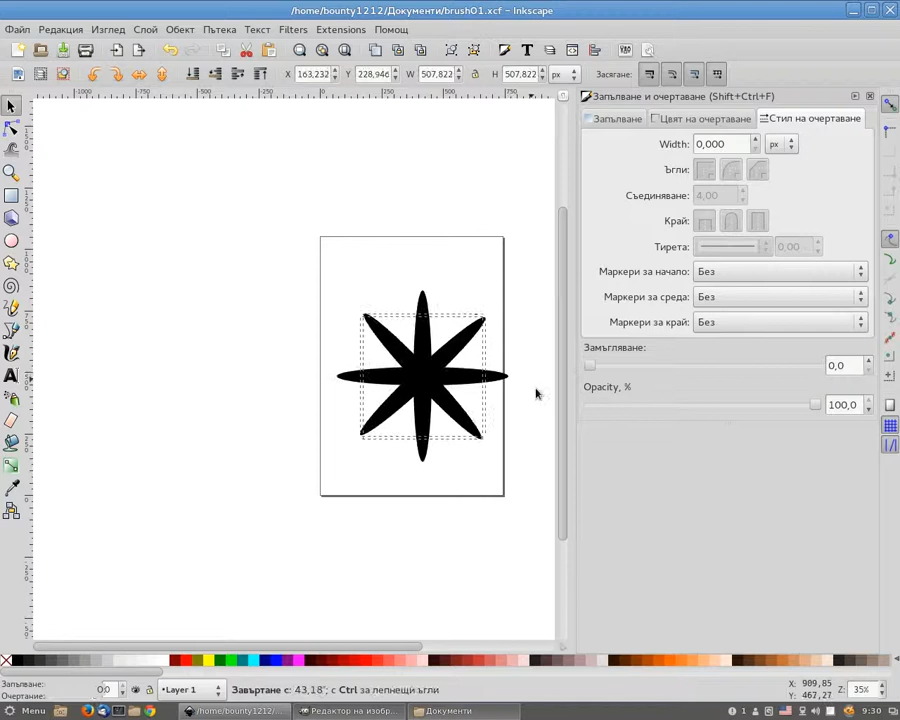 /home/bounty1212/Документи/brush01.xcf - Inkscape
Файл Редакция Изглед Слой Обект Пътека Текст Filters Extensions Помощ
X 163,232 Y 228,946 W 507,822 H 507,822 px Засягане:
Запълване и очертаване (Shift+Ctrl+F)
Запълване Цвят на очертаване Стил на очертаване
Width: 0,000 px
Ъгли:
Съединяване: 4,00
Край:
Тирета: 0,00
Маркери за начало: Без
Маркери за среда: Без
Маркери за край: Без
Замъгляване:
0,0
Opacity, %
100,0
Запълване:
Очертаване:
Layer 1
Завъртане с: 43,18°; с Ctrl за лепнещи ъгли
X: 909,85
Y: 467,27
Z: 35%
Menu
/home/bounty1212/...
Редактор на изобр...
Документи
1
9:30